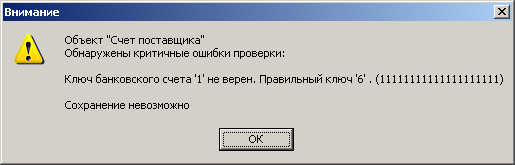 Внимание
Объект "Счет поставщика"
Обнаружены критичные ошибки проверки:
Ключ банковского счета '1' не верен. Правильный ключ '6' . (11111111111111111111)
Сохранение невозможно
OK